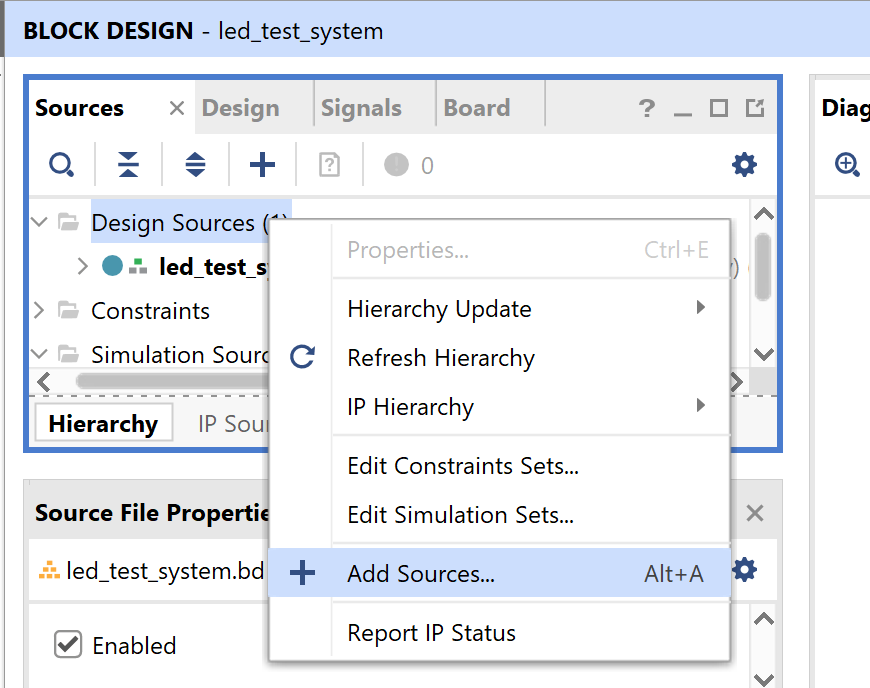 BLOCK DESIGN - led_test_system
Sources × Design Signals Board ?
Diag
0
Design Sources (1)
led_test_sy
Constraints
Simulation Sourc
Hierarchy IP Sour
Properties... Ctrl+E
Hierarchy Update
Refresh Hierarchy
IP Hierarchy
Edit Constraints Sets...
Edit Simulation Sets...
Add Sources... Alt+A
Report IP Status
Source File Propertie
led_test_system.bd
Enabled